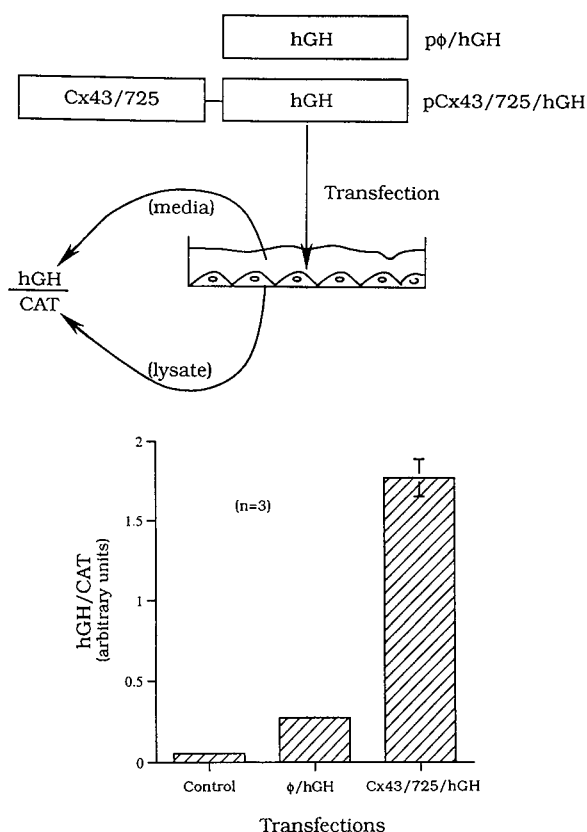 hGH pϕ/hGH
Cx43/725 hGH pCx43/725/hGH
Transfection
(media)
hGH
CAT
(lysate)
2
(n=3)
1.5
1
0.5
0
hGH/CAT
(arbitrary units)
Control ϕ/hGH Cx43/725/hGH
Transfections